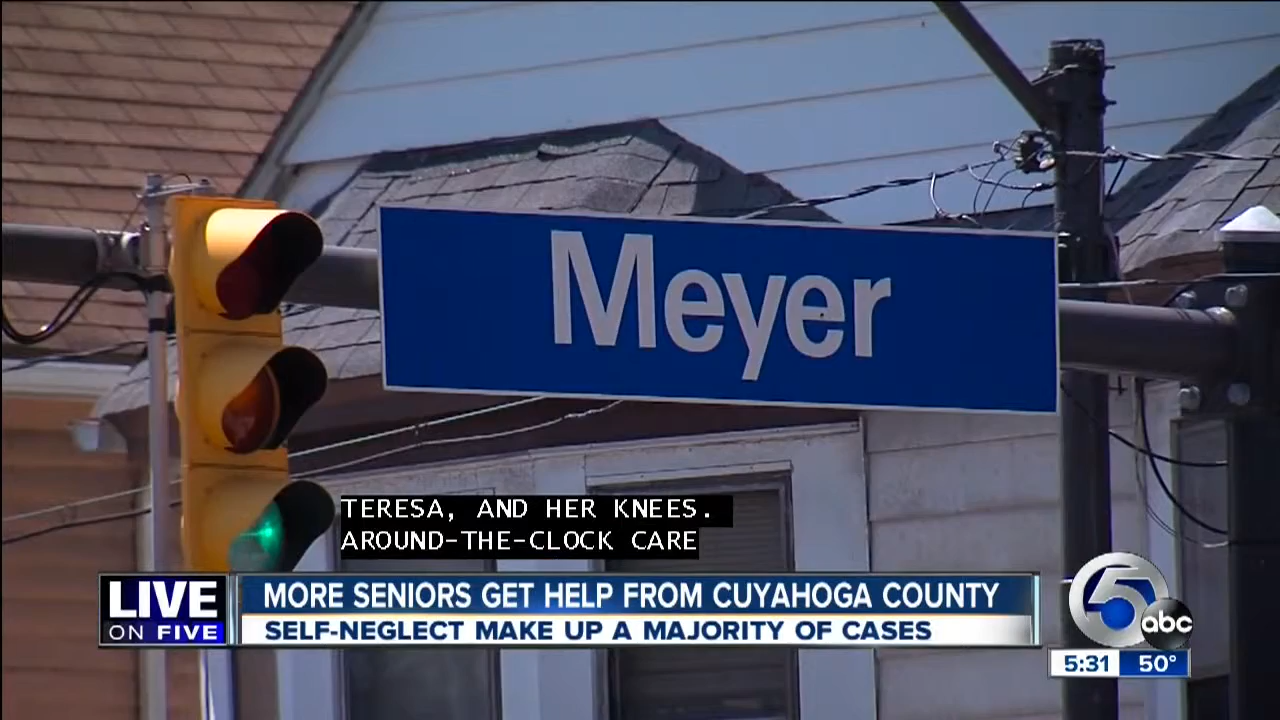 Meyer
TERESA, AND HER KNEES.
AROUND-THE-CLOCK CARE
LIVE
ON FIVE
MORE SENIORS GET HELP FROM CUYAHOGA COUNTY
SELF-NEGLECT MAKE UP A MAJORITY OF CASES
5
abc
5:31 50°